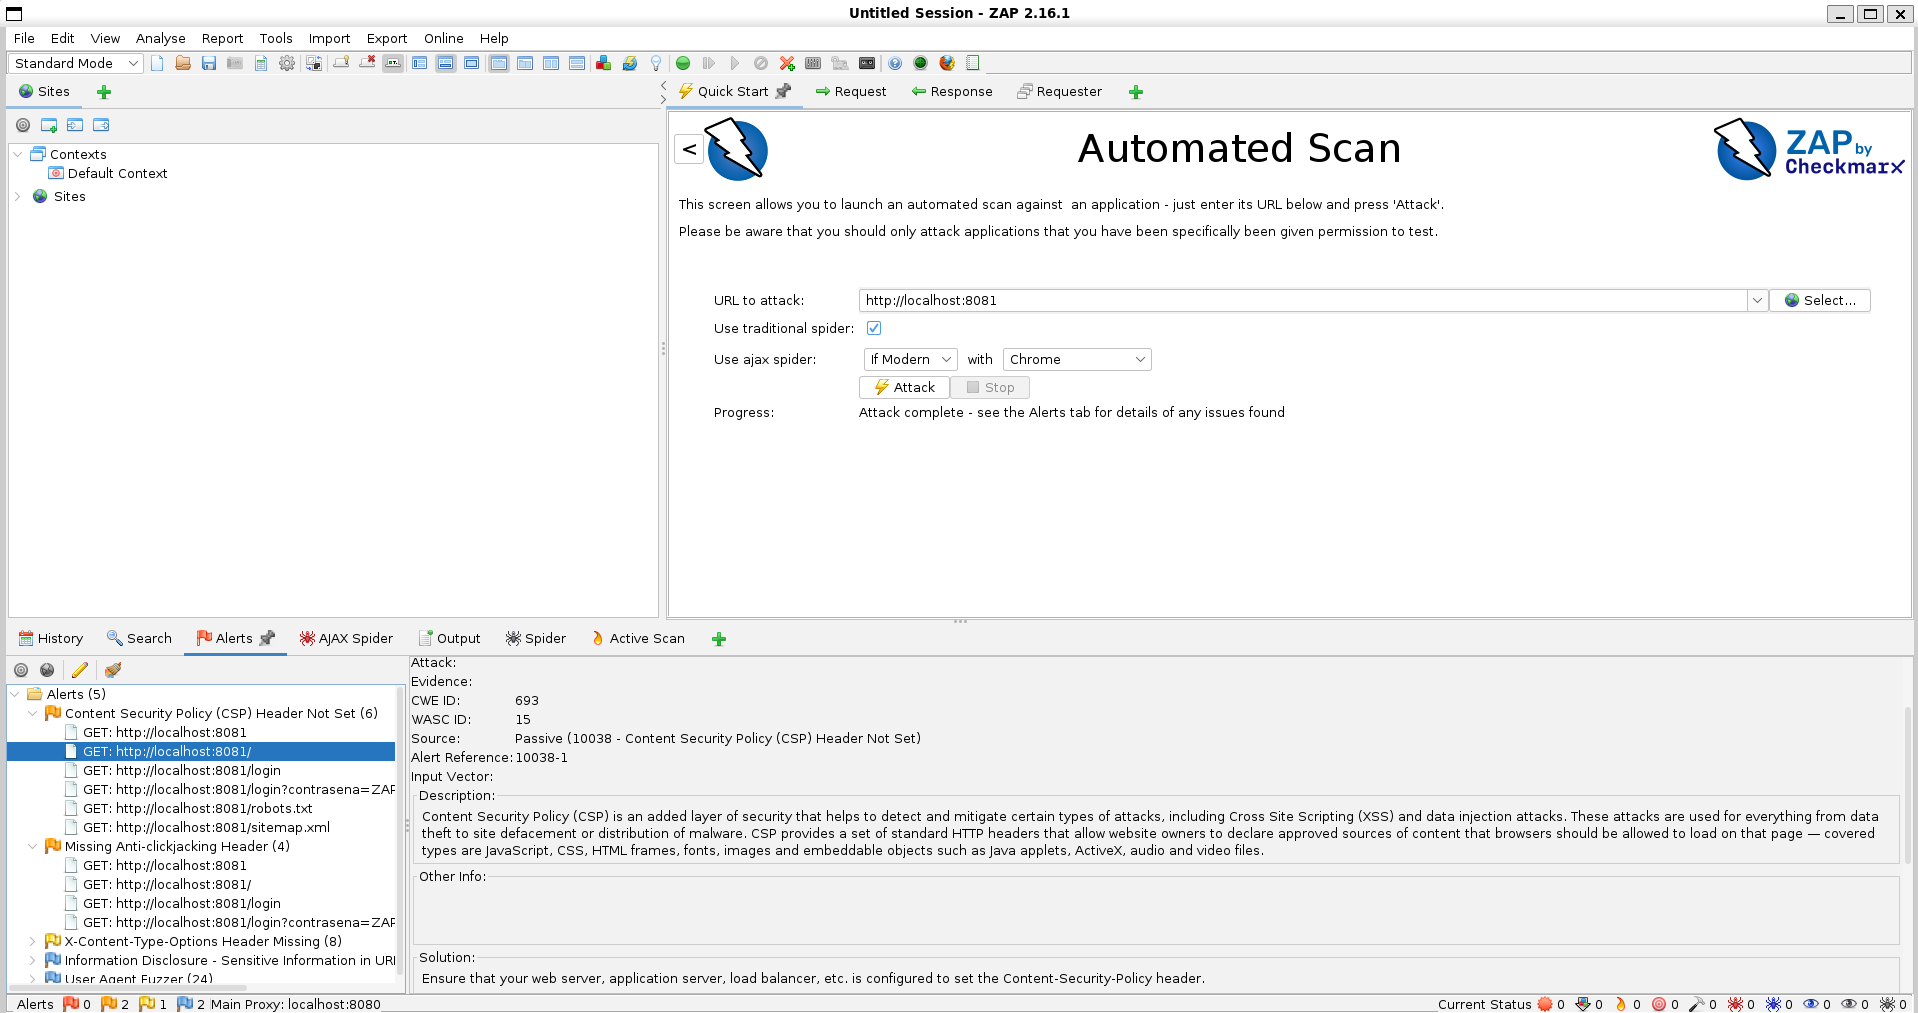 Untitled Session - ZAP 2.16.1
File Edit View Analyse Report Tools Import Export Online Help
Standard Mode
Sites
Quick Start Request Response Requester
Contexts
Default Context
Sites
<
Automated Scan
ZAP by
Checkmarx
This screen allows you to launch an automated scan against  an application - just enter its URL below and press 'Attack'.
Please be aware that you should only attack applications that you have been specifically been given permission to test.
URL to attack: http://localhost:8081 Select...
Use traditional spider:
Use ajax spider: If Modern with Chrome
Attack Stop
Progress: Attack complete - see the Alerts tab for details of any issues found
History Search Alerts AJAX Spider Output Spider Active Scan
Alerts (5)
Content Security Policy (CSP) Header Not Set (6)
GET: http://localhost:8081
GET: http://localhost:8081/
GET: http://localhost:8081/login
GET: http://localhost:8081/login?contrasena=ZAP
GET: http://localhost:8081/robots.txt
GET: http://localhost:8081/sitemap.xml
Missing Anti-clickjacking Header (4)
GET: http://localhost:8081
GET: http://localhost:8081/
GET: http://localhost:8081/login
GET: http://localhost:8081/login?contrasena=ZAP
X-Content-Type-Options Header Missing (8)
Information Disclosure - Sensitive Information in URL
User Agent Fuzzer (24)
Attack:
Evidence:
CWE ID: 693
WASC ID: 15
Source: Passive (10038 - Content Security Policy (CSP) Header Not Set)
Alert Reference: 10038-1
Input Vector:
Description:
Content Security Policy (CSP) is an added layer of security that helps to detect and mitigate certain types of attacks, including Cross Site Scripting (XSS) and data injection attacks. These attacks are used for everything from data
theft to site defacement or distribution of malware. CSP provides a set of standard HTTP headers that allow website owners to declare approved sources of content that browsers should be allowed to load on that page — covered
types are JavaScript, CSS, HTML frames, fonts, images and embeddable objects such as Java applets, ActiveX, audio and video files.
Other Info:
Solution:
Ensure that your web server, application server, load balancer, etc. is configured to set the Content-Security-Policy header.
Alerts 0 2 1 2 Main Proxy: localhost:8080
Current Status 0 0 0 0 0 0 0 0 0 0